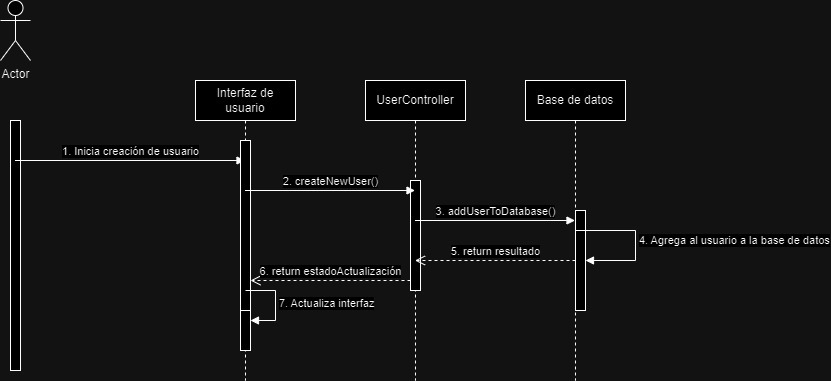 Actor
Interfaz de
usuario
UserController
Base de datos
1. Inicia creación de usuario
2. createNewUser()
3. addUserToDatabase()
4. Agrega al usuario a la base de datos
5. return resultado
6. return estadoActualización
7. Actualiza interfaz